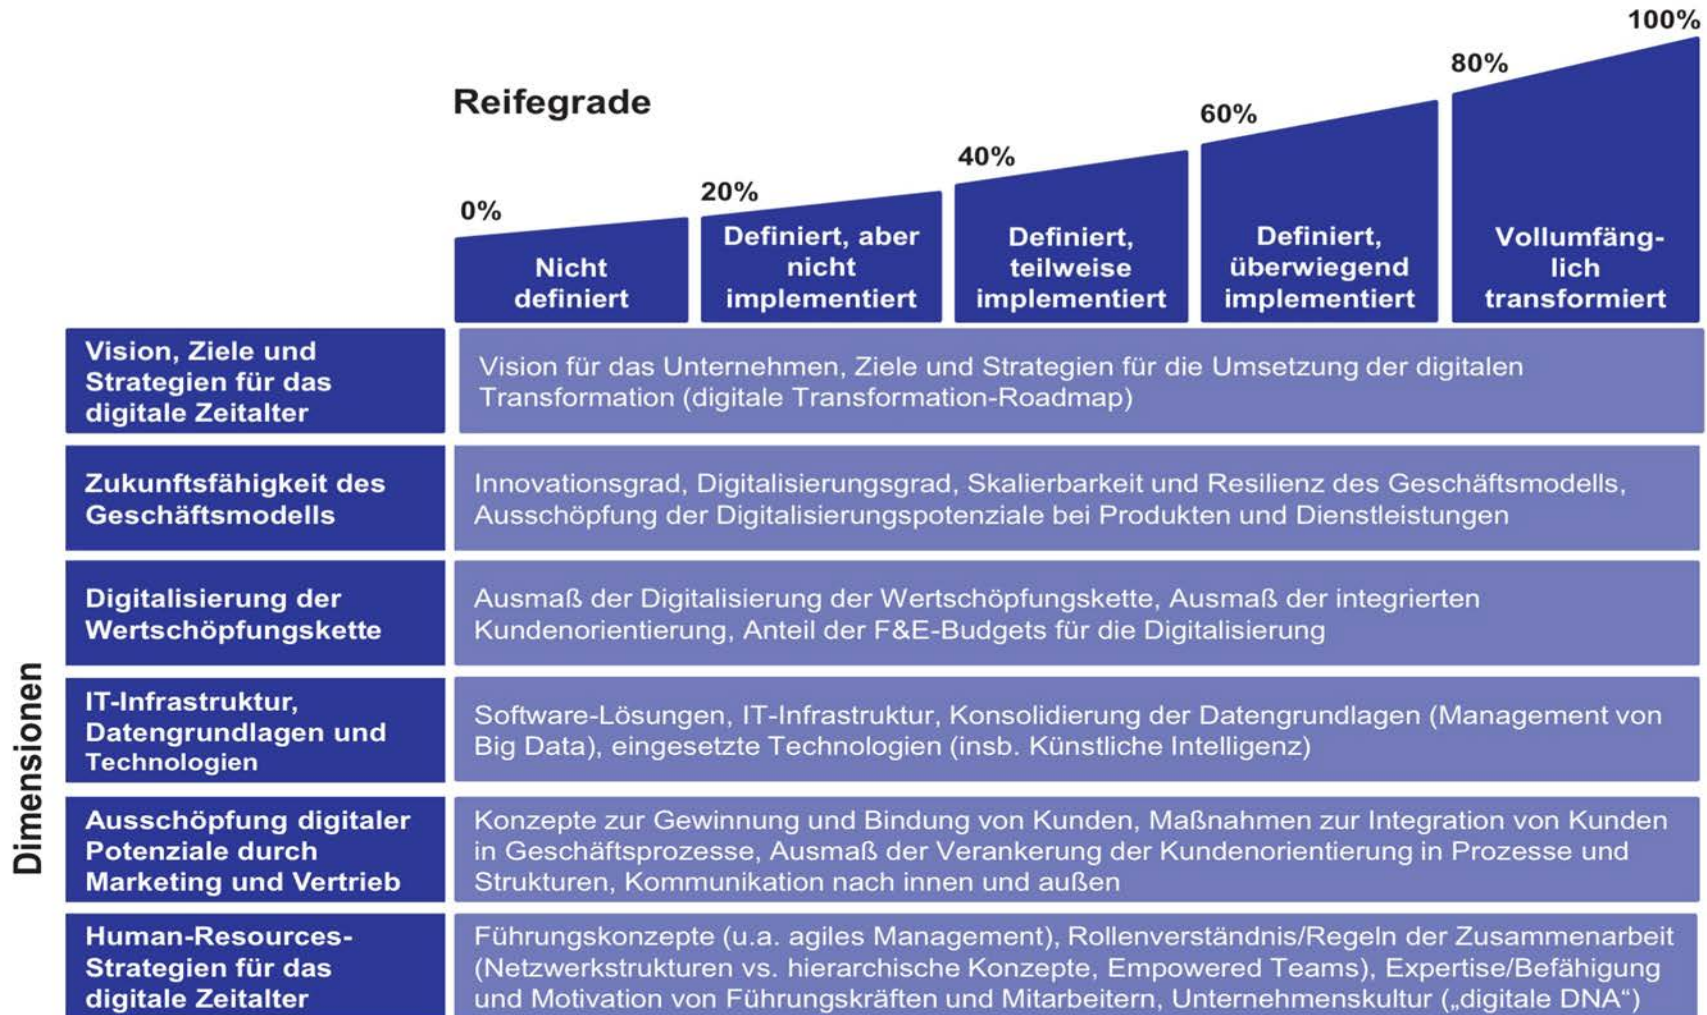 Reifegrade
0%
20%
40%
60%
80%
100%
Nicht
definiert
Definiert, aber
nicht
implementiert
Definiert,
teilweise
implementiert
Definiert,
überwiegend
implementiert
Vollumfäng-
lich
transformiert
Dimensionen
Vision, Ziele und
Strategien für das
digitale Zeitalter
Vision für das Unternehmen, Ziele und Strategien für die Umsetzung der digitalen
Transformation (digitale Transformation-Roadmap)
Zukunftsfähigkeit des
Geschäftsmodells
Innovationsgrad, Digitalisierungsgrad, Skalierbarkeit und Resilienz des Geschäftsmodells,
Ausschöpfung der Digitalisierungspotenziale bei Produkten und Dienstleistungen
Digitalisierung der
Wertschöpfungskette
Ausmaß der Digitalisierung der Wertschöpfungskette, Ausmaß der integrierten
Kundenorientierung, Anteil der F&E-Budgets für die Digitalisierung
IT-Infrastruktur,
Datengrundlagen und
Technologien
Software-Lösungen, IT-Infrastruktur, Konsolidierung der Datengrundlagen (Management von
Big Data), eingesetzte Technologien (insb. Künstliche Intelligenz)
Ausschöpfung digitaler
Potenziale durch
Marketing und Vertrieb
Konzepte zur Gewinnung und Bindung von Kunden, Maßnahmen zur Integration von Kunden
in Geschäftsprozesse, Ausmaß der Verankerung der Kundenorientierung in Prozesse und
Strukturen, Kommunikation nach innen und außen
Human-Resources-
Strategien für das
digitale Zeitalter
Führungskonzepte (u.a. agiles Management), Rollenverständnis/Regeln der Zusammenarbeit
(Netzwerkstrukturen vs. hierarchische Konzepte, Empowered Teams), Expertise/Befähigung
und Motivation von Führungskräften und Mitarbeitern, Unternehmenskultur („digitale DNA“)